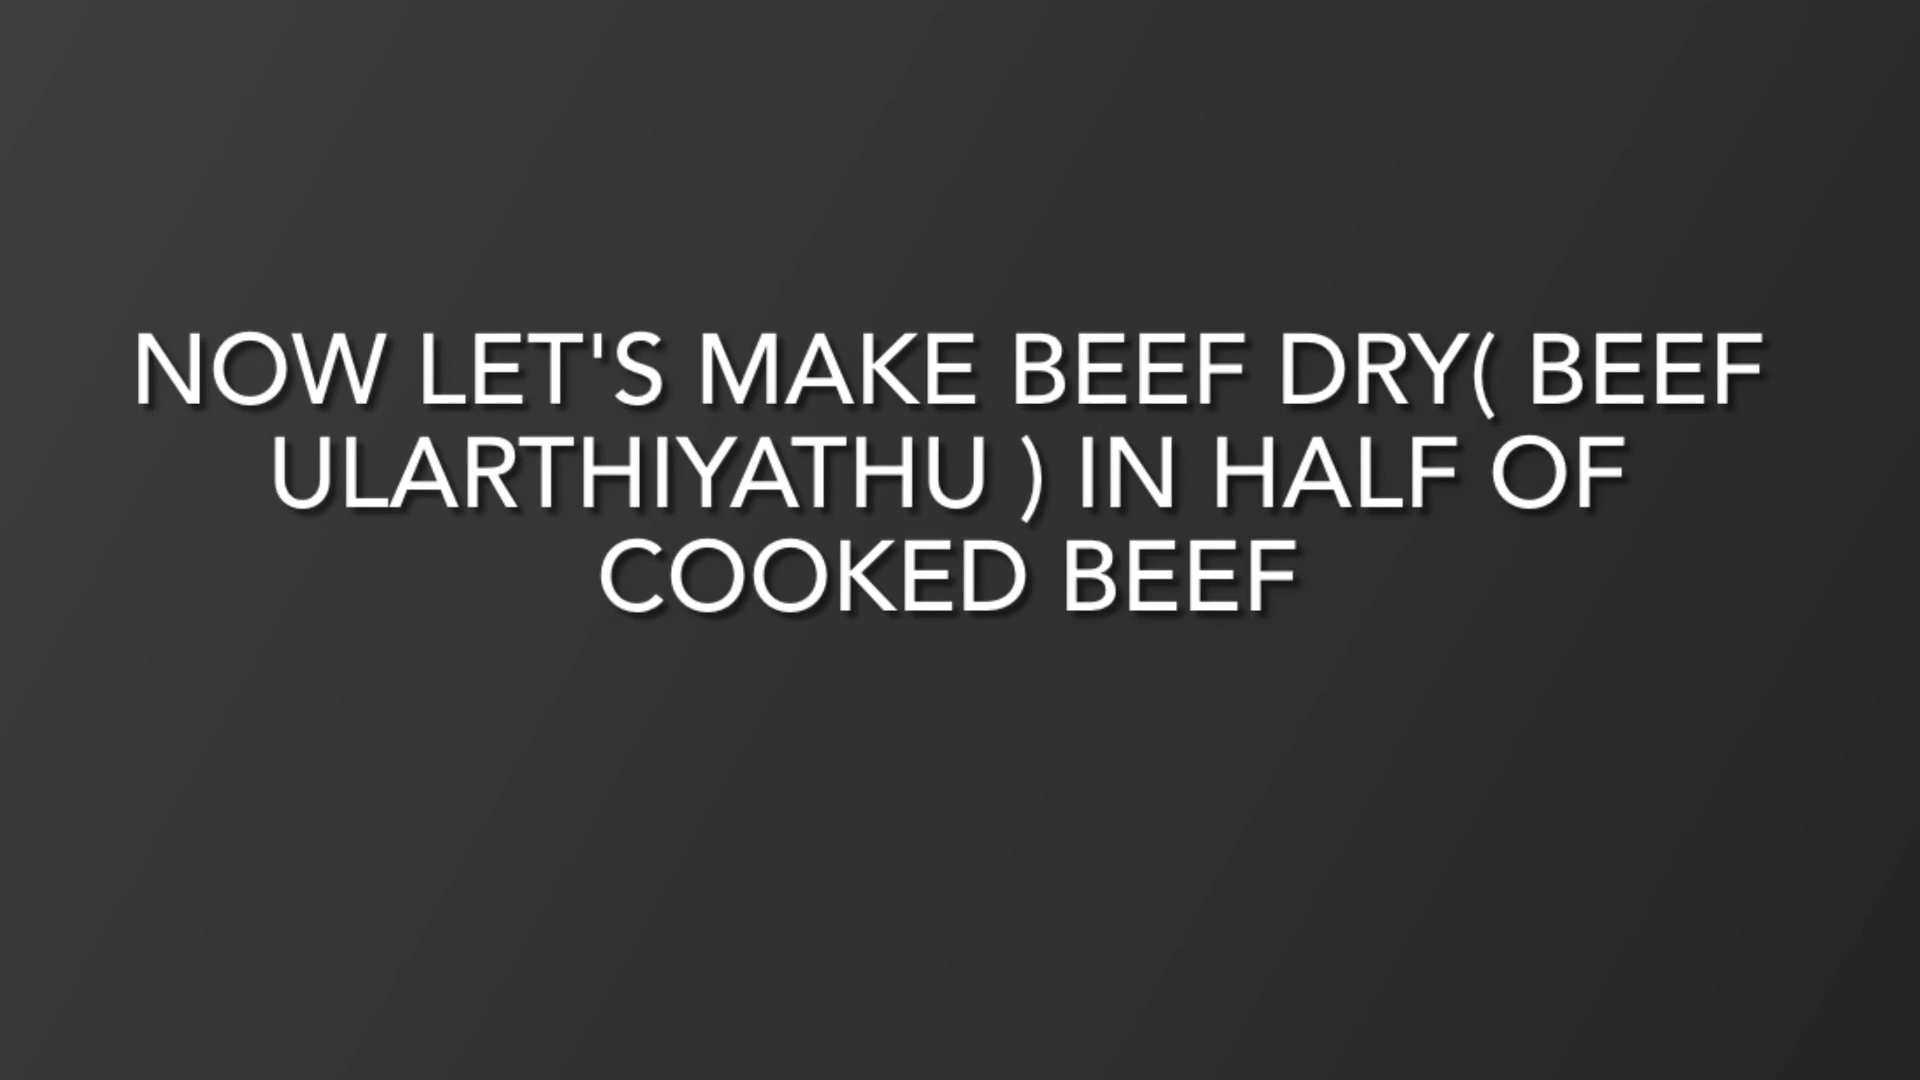 NOW LET'S MAKE BEEF DRY( BEEF
ULARTHIYATHU ) IN HALF OF
COOKED BEEF